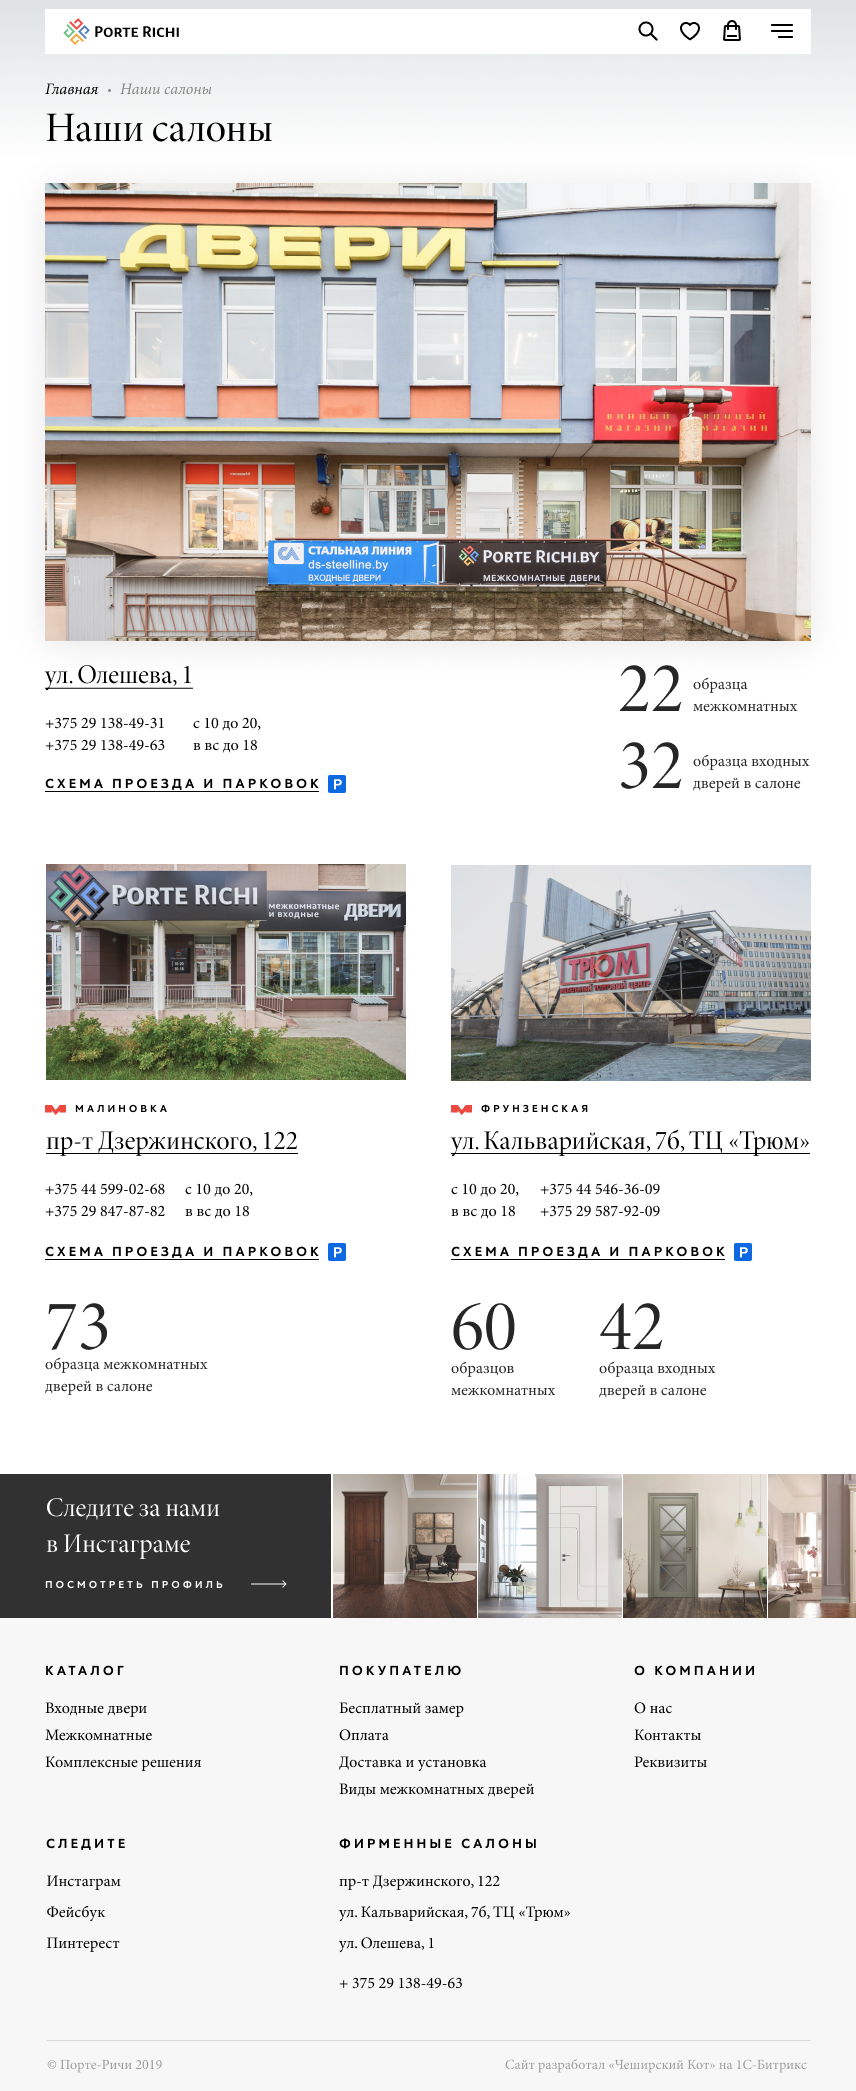 PORTE RICHI
Главная • Наши салоны
Наши салоны
ДВЕРИ
ВИННЫЙ ВИННЫЙ
МАГАЗИН МАГАЗИН
СТАЛЬНАЯ ЛИНИЯ
ds-steelline.by
ВХОДНЫЕ ДВЕРИ
PORTE RICHI.BY
МЕЖКОМНАТНЫЕ ДВЕРИ
ул. Олешева, 1
+375 29 138-49-31 с 10 до 20,
+375 29 138-49-63 в вс до 18
СХЕМА ПРОЕЗДА И ПАРКОВОК P
22 образца
межкомнатных
32 образца входных
дверей в салоне
PORTE RICHI
межкомнатные
и входные
ДВЕРИ
ТРЮМ
МАЛИНОВКА
пр-т Дзержинского, 122
+375 44 599-02-68 с 10 до 20,
+375 29 847-87-82 в вс до 18
СХЕМА ПРОЕЗДА И ПАРКОВОК P
73
образца межкомнатных
дверей в салоне
ФРУНЗЕНСКАЯ
ул. Кальварийская, 7б, ТЦ «Трюм»
с 10 до 20, +375 44 546-36-09
в вс до 18 +375 29 587-92-09
СХЕМА ПРОЕЗДА И ПАРКОВОК P
60
образцов
межкомнатных
42
образца входных
дверей в салоне
Следите за нами
в Инстаграме
ПОСМОТРЕТЬ ПРОФИЛЬ
КАТАЛОГ
Входные двери
Межкомнатные
Комплексные решения
ПОКУПАТЕЛЮ
Бесплатный замер
Оплата
Доставка и установка
Виды межкомнатных дверей
О КОМПАНИИ
О нас
Контакты
Реквизиты
СЛЕДИТЕ
Инстаграм
Фейсбук
Пинтерест
ФИРМЕННЫЕ САЛОНЫ
пр-т Дзержинского, 122
ул. Кальварийская, 7б, ТЦ «Трюм»
ул. Олешева, 1
+ 375 29 138-49-63
© Порте-Ричи 2019
Сайт разработал «Чеширский Кот» на 1С-Битрикс